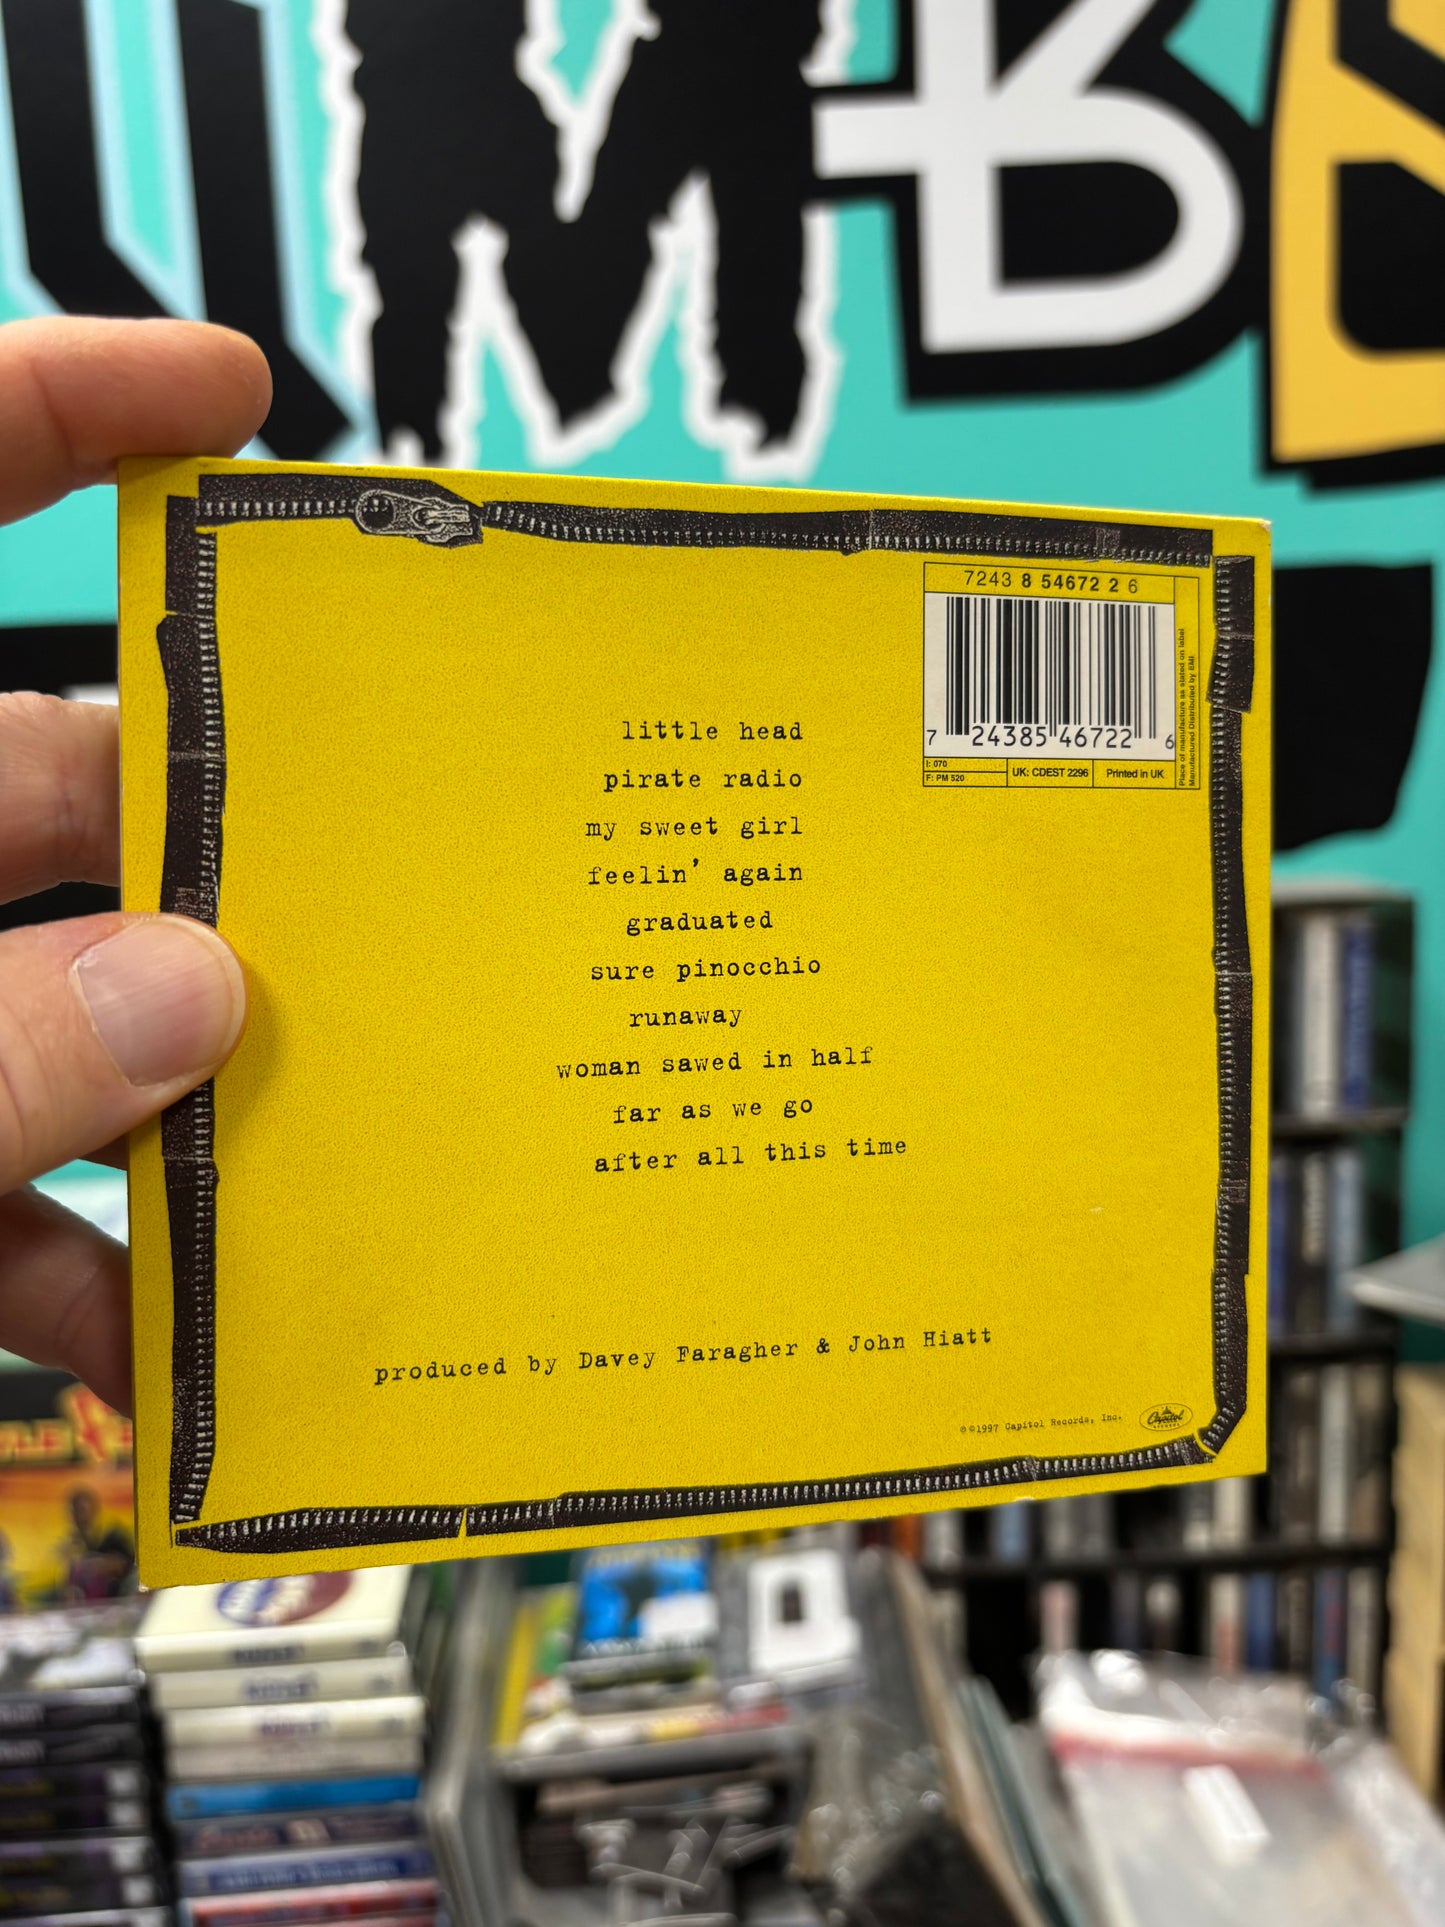 7243 8 54672 2 6
7 24385 46722 6
I: 070
F: PM 520
UK: CDEST 2296
Printed in UK
Place of manufacture as stated on label
Manufactured Distributed by EMI
little head
pirate radio
my sweet girl
feelin' again
graduated
sure pinocchio
runaway
woman sawed in half
far as we go
after all this time
produced by Davey Faragher & John Hiatt
℗©1997 Capitol Records, Inc.
Capitol